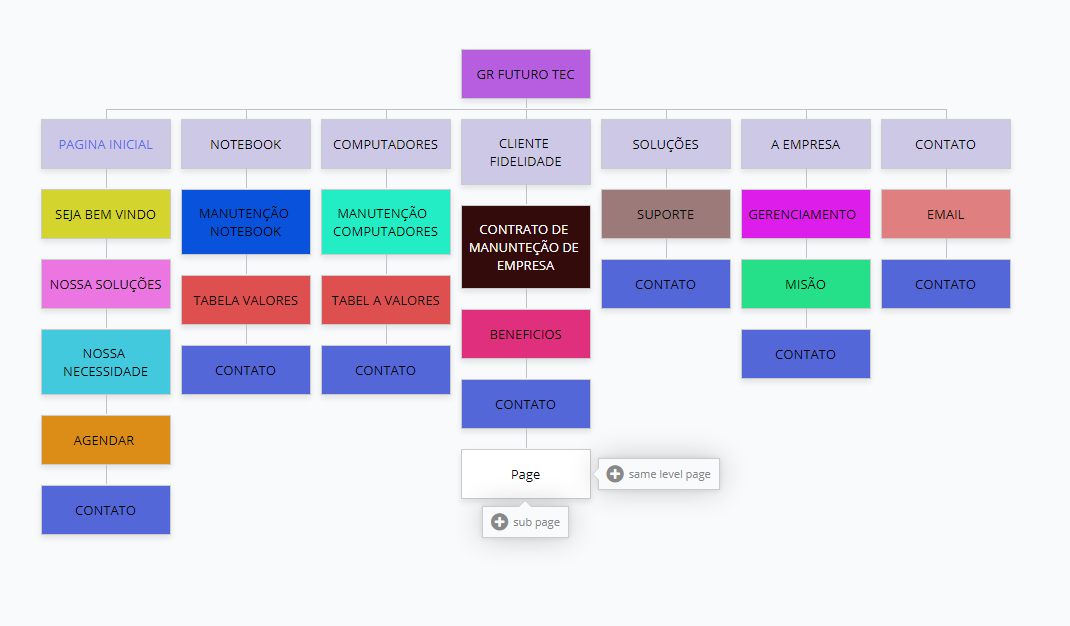 GR FUTURO TEC
PAGINA INICIAL
NOTEBOOK
COMPUTADORES
CLIENTE
FIDELIDADE
SOLUÇÕES
A EMPRESA
CONTATO
SEJA BEM VINDO
NOSSA SOLUÇÕES
NOSSA
NECESSIDADE
AGENDAR
CONTATO
MANUTENÇÃO
NOTEBOOK
TABELA VALORES
CONTATO
MANUTENÇÃO
COMPUTADORES
TABEL A VALORES
CONTATO
CONTRATO DE
MANUNTEÇÃO DE
EMPRESA
BENEFICIOS
CONTATO
Page
same level page
sub page
SUPORTE
CONTATO
GERENCIAMENTO
MISÃO
CONTATO
EMAIL
CONTATO